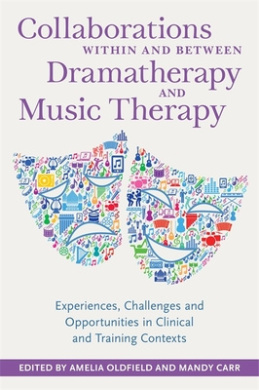 Collaborations
WITHIN AND BETWEEN
Dramatherapy
AND
Music Therapy
Experiences, Challenges and
Opportunities in Clinical
and Training Contexts
EDITED BY AMELIA OLDFIELD AND MANDY CARR